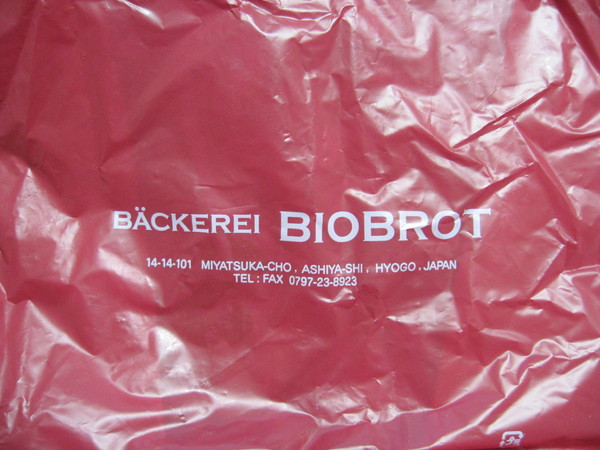 BÄCKEREI BIOBROT
14-14-101 MIYATSUKA-CHO, ASHIYA-SHI, HYOGO, JAPAN
TEL : FAX 0797-23-8923